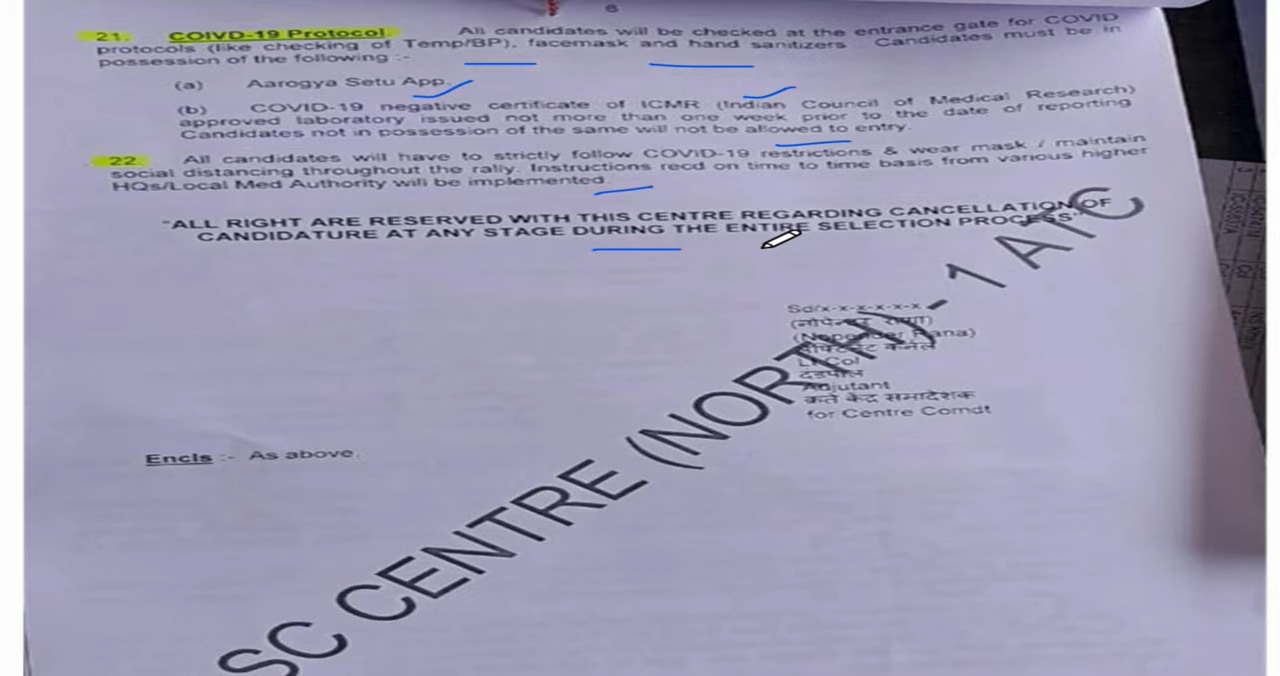 6
21. COIVD-19 Protocol. All candidates will be checked at the entrance gate for COVID
protocols (like checking of Temp/BP), facemask and hand sanitizers Candidates must be in
possession of the following :-
(a) Aarogya Setu App.
(b) COVID-19 negative certificate of ICMR (Indian Council of Medical Research)
approved laboratory issued not more than one week prior to the date of reporting
Candidates not in possession of the same will not be allowed to entry.
22. All candidates will have to strictly follow COVID-19 restrictions & wear mask / maintain
social distancing throughout the rally. Instructions recd on time to time basis from various higher
HQs/Local Med Authority will be implemented
"ALL RIGHT ARE RESERVED WITH THIS CENTRE REGARDING CANCELLATION OF
CANDIDATURE AT ANY STAGE DURING THE ENTIRE SELECTION PROCESS"
Sd/x-x-x-x-x-x
Lt Col
Adjutant
कृते केंद्र समादेशक
for Centre Comdt
Encls :- As above.
SC CENTRE (NORTH) - 1 ATC